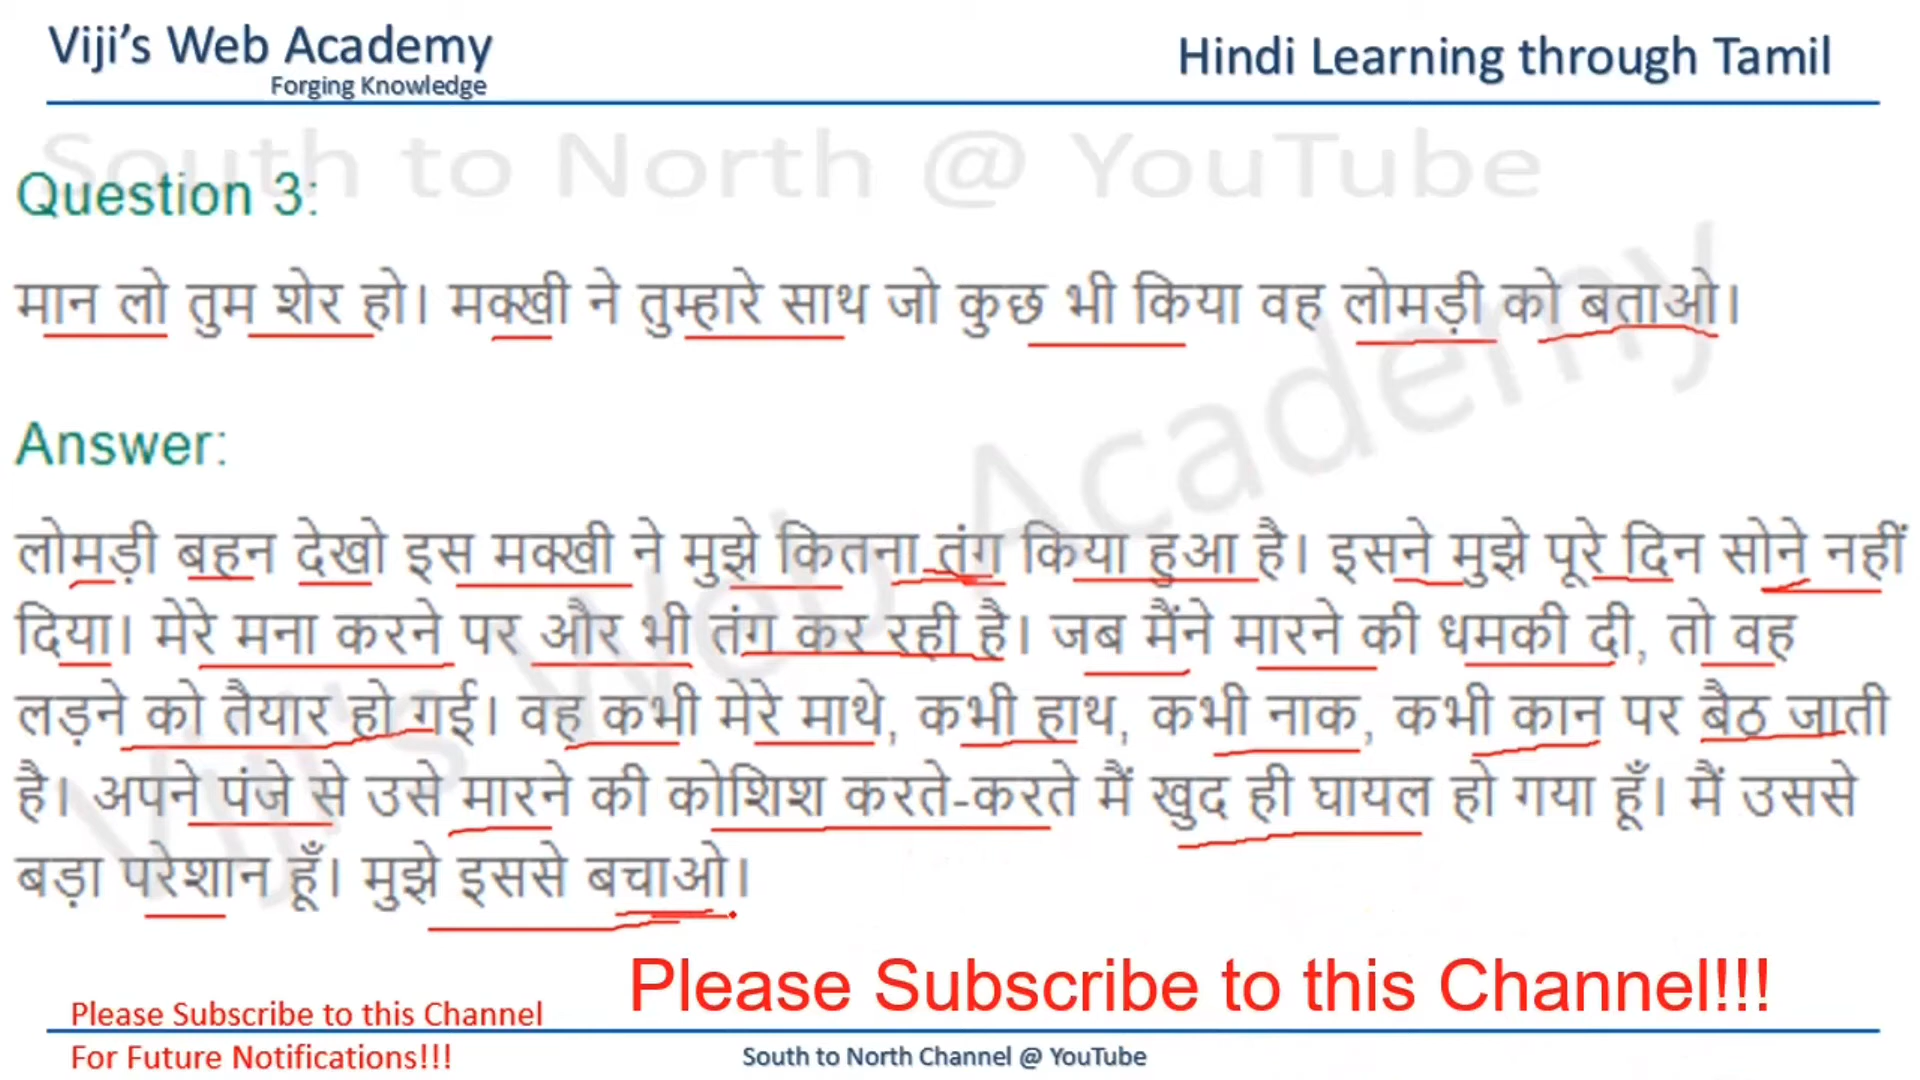 Viji's Web Academy
Forging Knowledge
Hindi Learning through Tamil
South to North @ YouTube
Question 3:
मान लो तुम शेर हो। मक्खी ने तुम्हारे साथ जो कुछ भी किया वह लोमड़ी को बताओ।
Answer:
लोमड़ी बहन देखो इस मक्खी ने मुझे कितना तंग किया हुआ है। इसने मुझे पूरे दिन सोने नहीं
दिया। मेरे मना करने पर और भी तंग कर रही है। जब मैंने मारने की धमकी दी, तो वह
लड़ने को तैयार हो गई। वह कभी मेरे माथे, कभी हाथ, कभी नाक, कभी कान पर बैठ जाती
है। अपने पंजे से उसे मारने की कोशिश करते-करते मैं खुद ही घायल हो गया हूँ। मैं उससे
बड़ा परेशान हूँ। मुझे इससे बचाओ।
Viji's Web Academy
Please Subscribe to this Channel!!!
Please Subscribe to this Channel
For Future Notifications!!!
South to North Channel @ YouTube